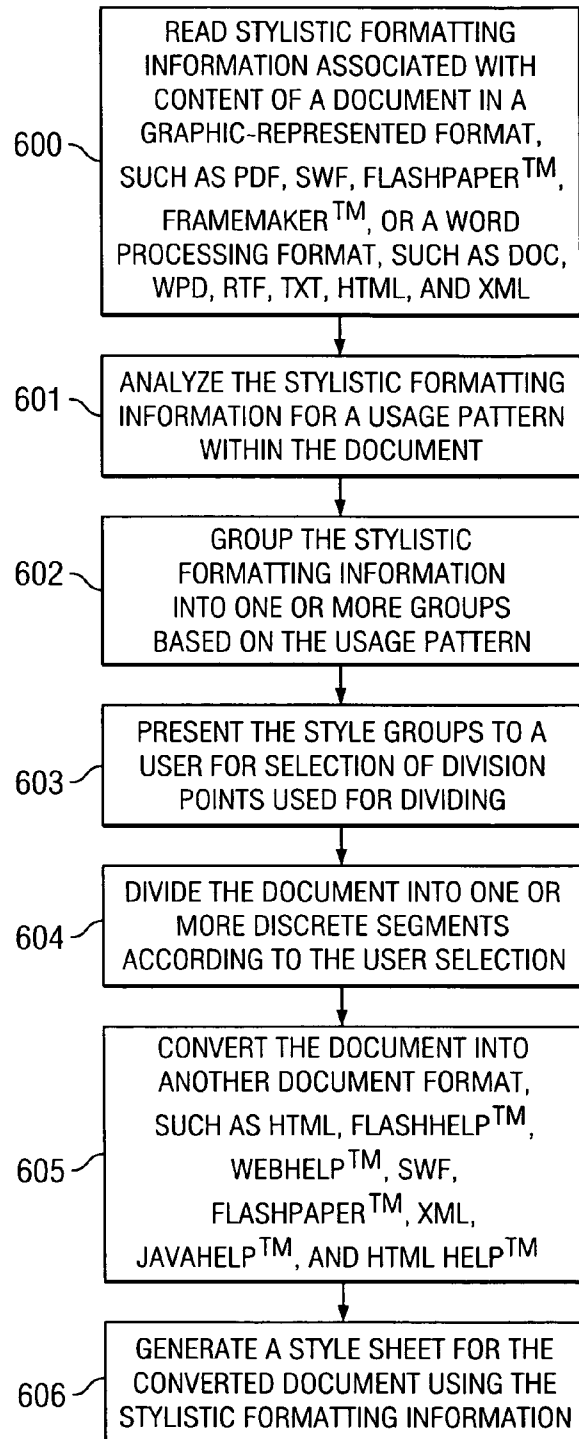 READ STYLISTIC FORMATTING
INFORMATION ASSOCIATED WITH
CONTENT OF A DOCUMENT IN A
GRAPHIC-REPRESENTED FORMAT,
600
SUCH AS PDF, SWF, FLASHPAPER™,
FRAMEMAKER™, OR A WORD
PROCESSING FORMAT, SUCH AS DOC,
WPD, RTF, TXT, HTML, AND XML
601
ANALYZE THE STYLISTIC FORMATTING
INFORMATION FOR A USAGE PATTERN
WITHIN THE DOCUMENT
602
GROUP THE STYLISTIC
FORMATTING INFORMATION
INTO ONE OR MORE GROUPS
BASED ON THE USAGE PATTERN
603
PRESENT THE STYLE GROUPS TO A
USER FOR SELECTION OF DIVISION
POINTS USED FOR DIVIDING
604
DIVIDE THE DOCUMENT INTO ONE OR
MORE DISCRETE SEGMENTS
ACCORDING TO THE USER SELECTION
605
CONVERT THE DOCUMENT INTO
ANOTHER DOCUMENT FORMAT,
SUCH AS HTML, FLASHHELP™,
WEBHELP™, SWF,
FLASHPAPER™, XML,
JAVAHELP™, AND HTML HELP™
606
GENERATE A STYLE SHEET FOR THE
CONVERTED DOCUMENT USING THE
STYLISTIC FORMATTING INFORMATION